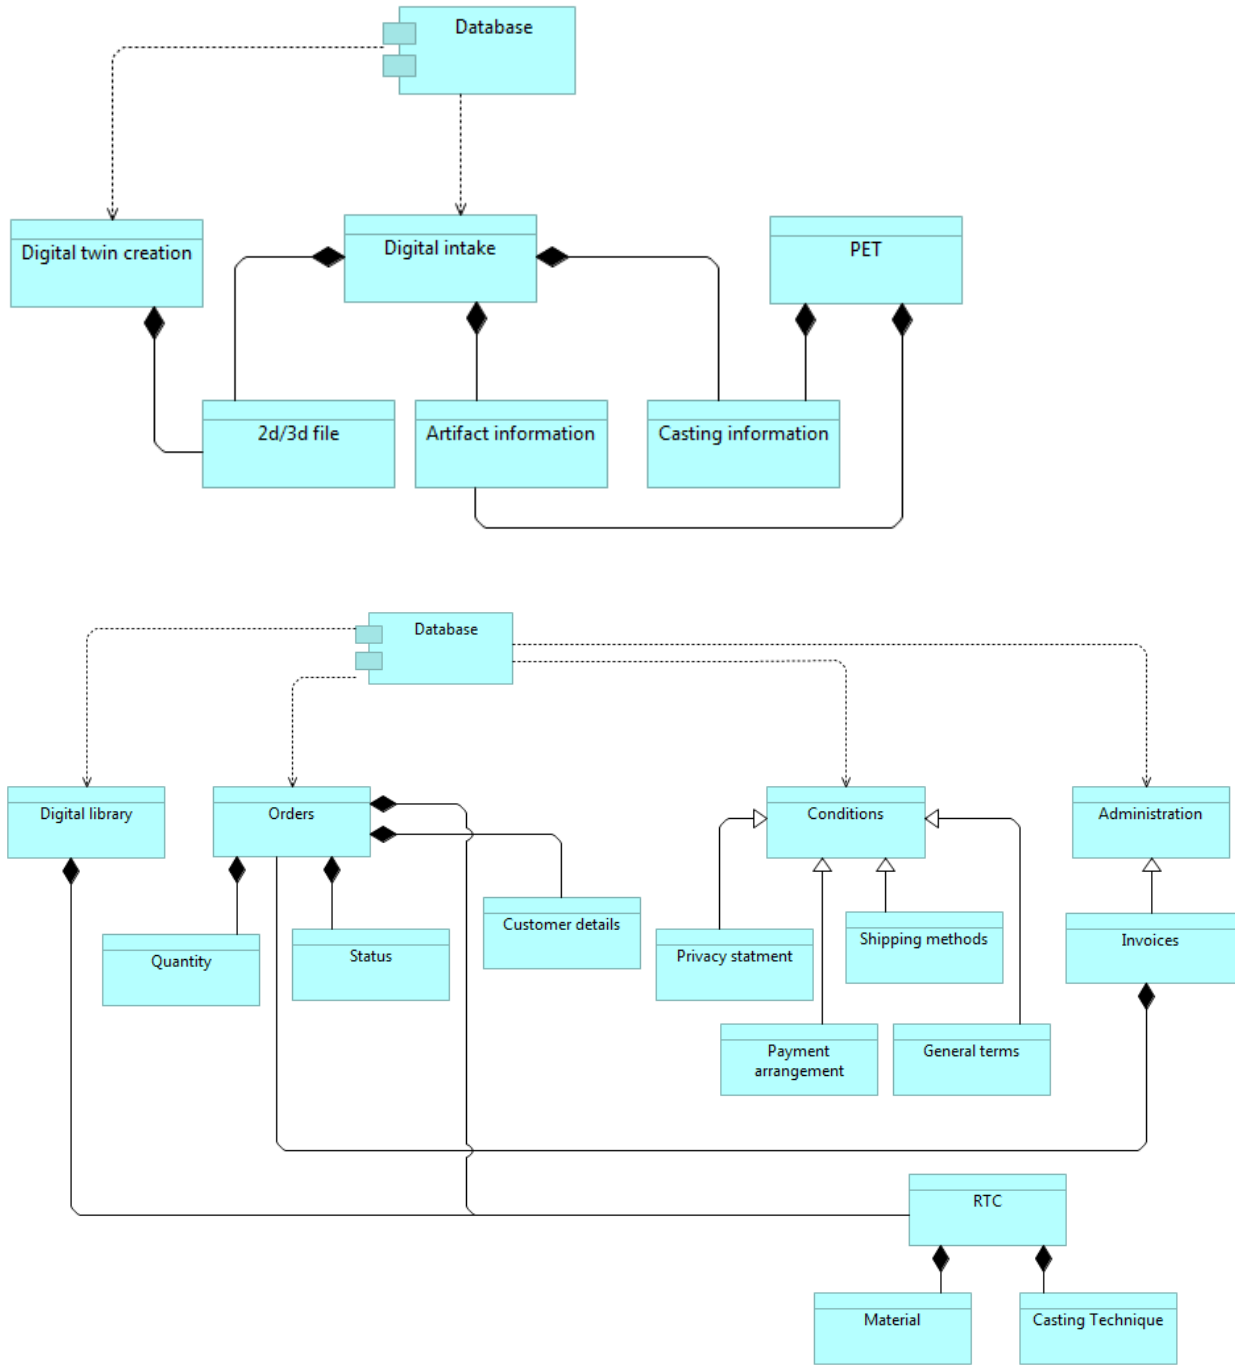 Database
Digital twin creation
Digital intake
PET
2d/3d file
Artifact information
Casting information
Database
Digital library
Orders
Conditions
Administration
Customer details
Quantity
Status
Privacy statment
Shipping methods
Invoices
Payment
arrangement
General terms
RTC
Material
Casting Technique